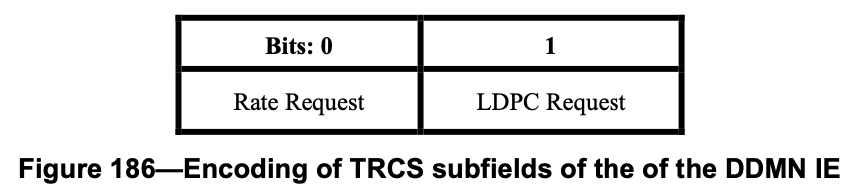 Bits: 0 1
Rate Request LDPC Request
Figure 186—Encoding of TRCS subfields of the of the DDMN IE